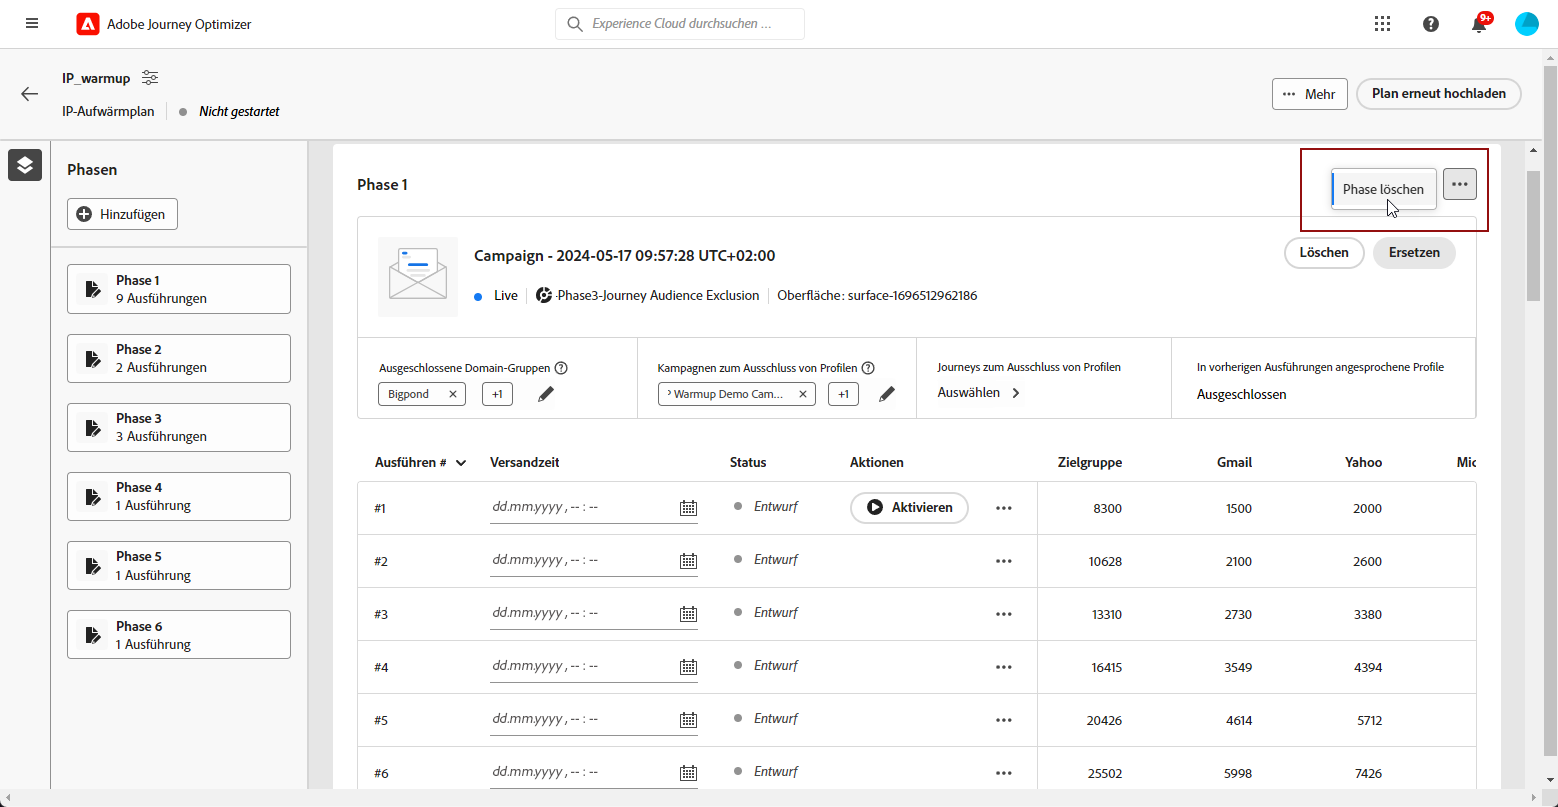 Adobe Journey Optimizer
Experience Cloud durchsuchen ...
9+
IP_warmup
IP-Aufwärmplan
Nicht gestartet
Mehr
Plan erneut hochladen
Phasen
Hinzufügen
Phase 1
9 Ausführungen
Phase 2
2 Ausführungen
Phase 3
3 Ausführungen
Phase 4
1 Ausführung
Phase 5
1 Ausführung
Phase 6
1 Ausführung
Phase 1
Phase löschen
Campaign - 2024-05-17 09:57:28 UTC+02:00
Löschen
Ersetzen
Live
Phase3-Journey Audience Exclusion
Oberfläche: surface-1696512962186
Ausgeschlossene Domain-Gruppen
Bigpond
+1
Kampagnen zum Ausschluss von Profilen
Warmup Demo Cam...
+1
Journeys zum Ausschluss von Profilen
Auswählen
In vorherigen Ausführungen angesprochene Profile
Ausgeschlossen
Ausführen # Versandzeit Status Aktionen Zielgruppe Gmail Yahoo Mic
#1 dd.mm.yyyy , -- : -- Entwurf Aktivieren 8300 1500 2000
#2 dd.mm.yyyy , -- : -- Entwurf 10628 2100 2600
#3 dd.mm.yyyy , -- : -- Entwurf 13310 2730 3380
#4 dd.mm.yyyy , -- : -- Entwurf 16415 3549 4394
#5 dd.mm.yyyy , -- : -- Entwurf 20426 4614 5712
#6 dd.mm.yyyy , -- : -- Entwurf 25502 5998 7426